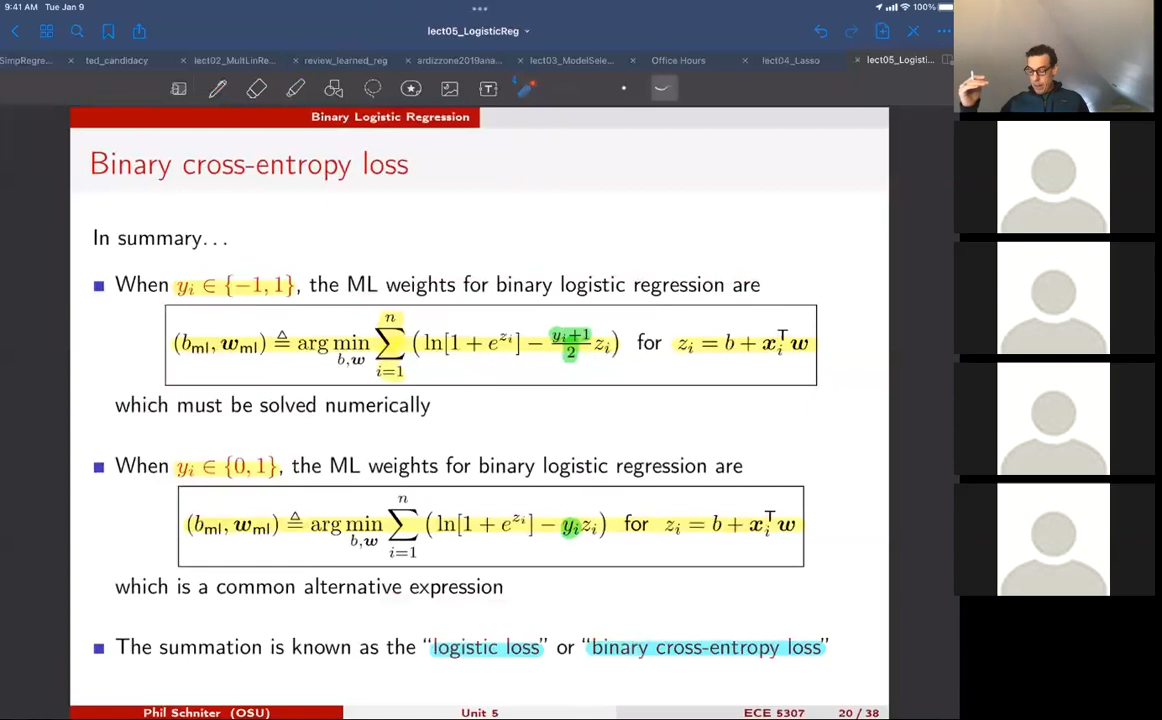 9:41 AM Tue Jan 9
100%
lect05_LogisticReg
SimpRegre...
ted_candidacy
lect02_MultLinRe...
review_learned_reg
ardizzone2019ana...
lect03_ModelSele...
Office Hours
lect04_Lasso
lect05_Logisti...
Binary Logistic Regression
Binary cross-entropy loss
In summary...
When y_i ∈ {−1, 1}, the ML weights for binary logistic regression are
(b_ml, w_ml) ≜ arg min_{b,w} ∑_{i=1}^{n} (ln[1 + e^{z_i}] − (y_i+1)/2 z_i) for z_i = b + x_i^T w
which must be solved numerically
When y_i ∈ {0, 1}, the ML weights for binary logistic regression are
(b_ml, w_ml) ≜ arg min_{b,w} ∑_{i=1}^{n} (ln[1 + e^{z_i}] − y_i z_i) for z_i = b + x_i^T w
which is a common alternative expression
The summation is known as the “logistic loss” or “binary cross-entropy loss”
Phil Schniter (OSU)
Unit 5
ECE 5307
20 / 38